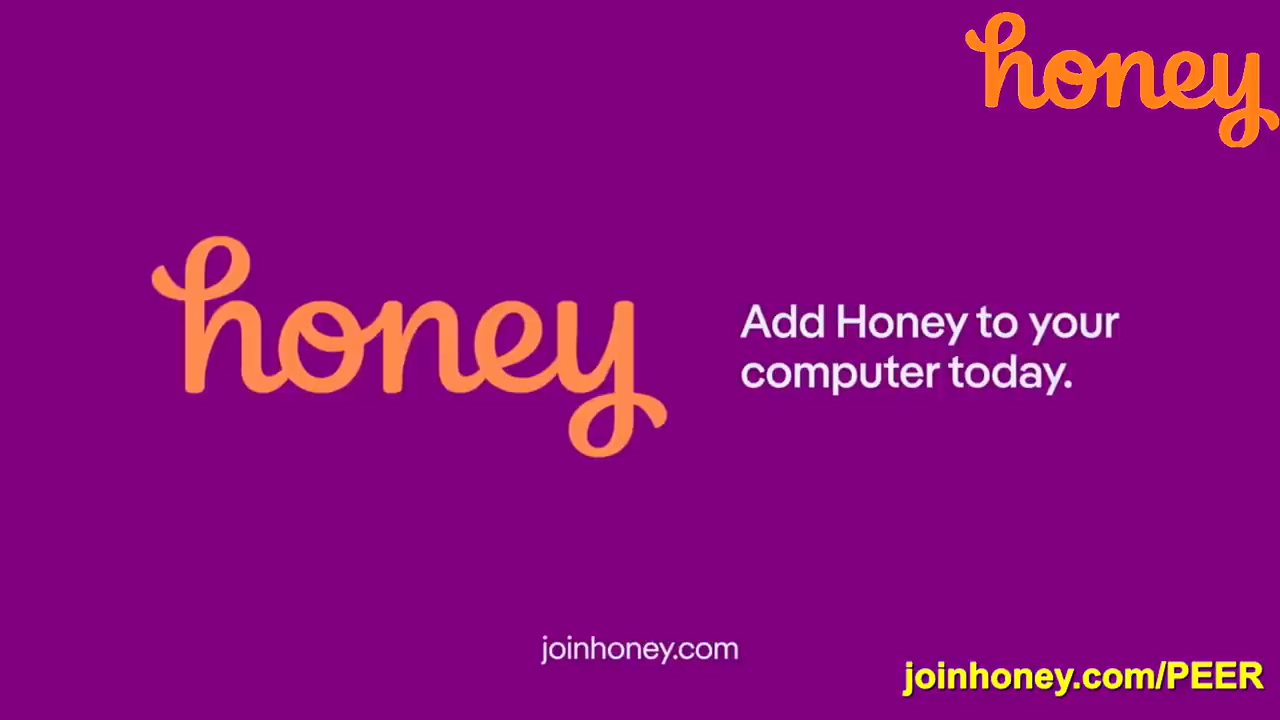 honey
honey
Add Honey to your
computer today.
joinhoney.com
joinhoney.com/PEER